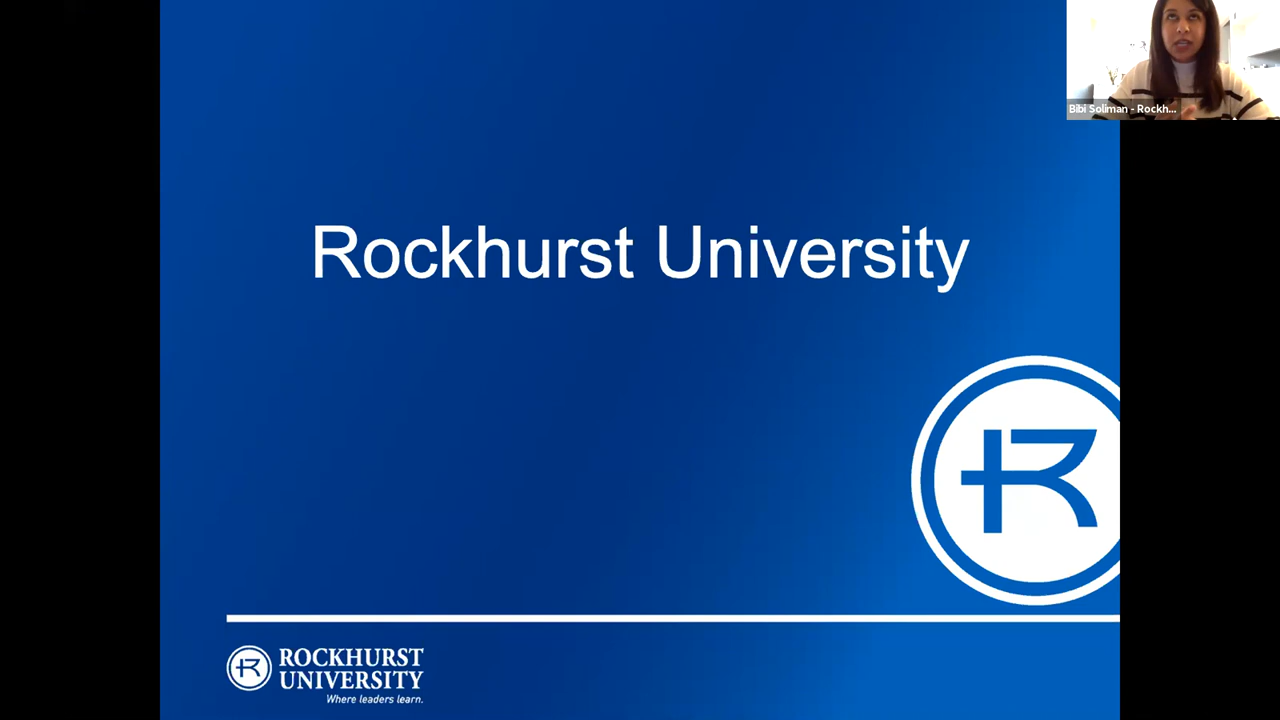 Bibi Soliman - Rockh...
Rockhurst University
R
ROCKHURST
UNIVERSITY
Where leaders learn.